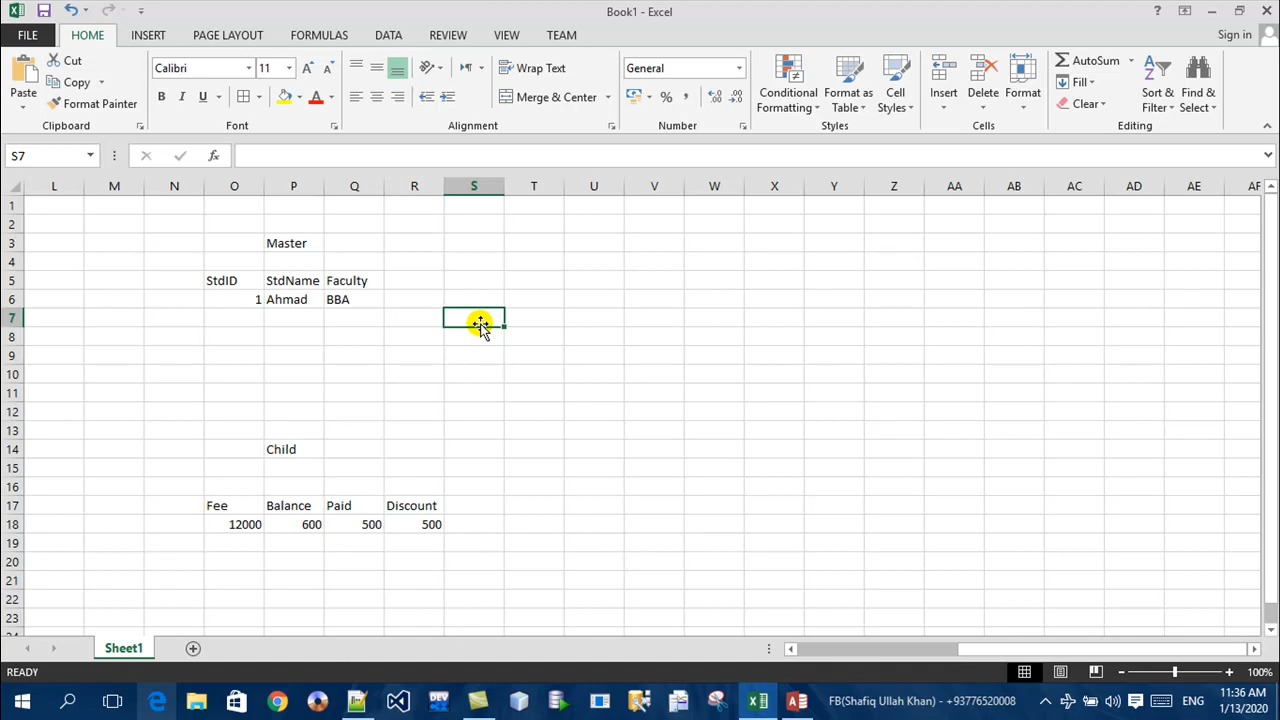 Book1 - Excel
?
FILE HOME INSERT PAGE LAYOUT FORMULAS DATA REVIEW VIEW TEAM Sign in
Paste
Cut
Copy
Format Painter
Clipboard
Calibri 11
B I U A
Font
Wrap Text
Merge & Center
Alignment
General
% ,
Number
Conditional Formatting
Format as Table
Cell Styles
Styles
Insert Delete Format
Cells
AutoSum
Fill
Clear
Sort & Filter
Find & Select
Editing
S7 fx
L M N O P Q R S T U V W X Y Z AA AB AC AD AE AF
1
2
3 Master
4
5 StdID StdName Faculty
6 1 Ahmad BBA
7
8
9
10
11
12
13
14 Child
15
16
17 Fee Balance Paid Discount
18 12000 600 500 500
19
20
21
22
23
24
Sheet1
READY 100%
FB(Shafiq Ullah Khan) - +93776520008 ENG 11:36 AM
1/13/2020